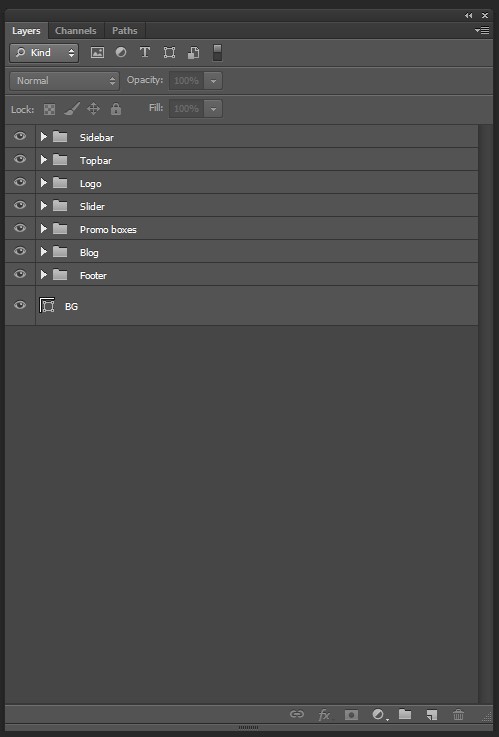 Layers Channels Paths
Kind T
Normal Opacity: 100%
Lock: Fill: 100%
Sidebar
Topbar
Logo
Slider
Promo boxes
Blog
Footer
BG
fx